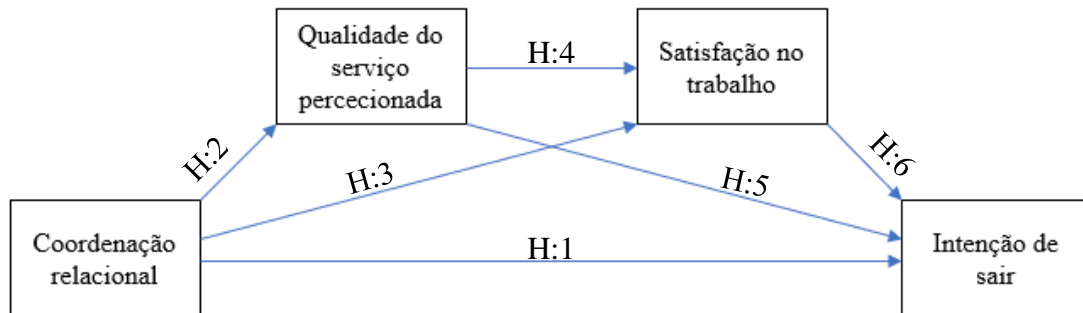 Qualidade do
serviço
percecionada
H:4
Satisfação no
trabalho
H:2
H:3
H:5
H:6
Coordenação
relacional
H:1
Intenção de
sair